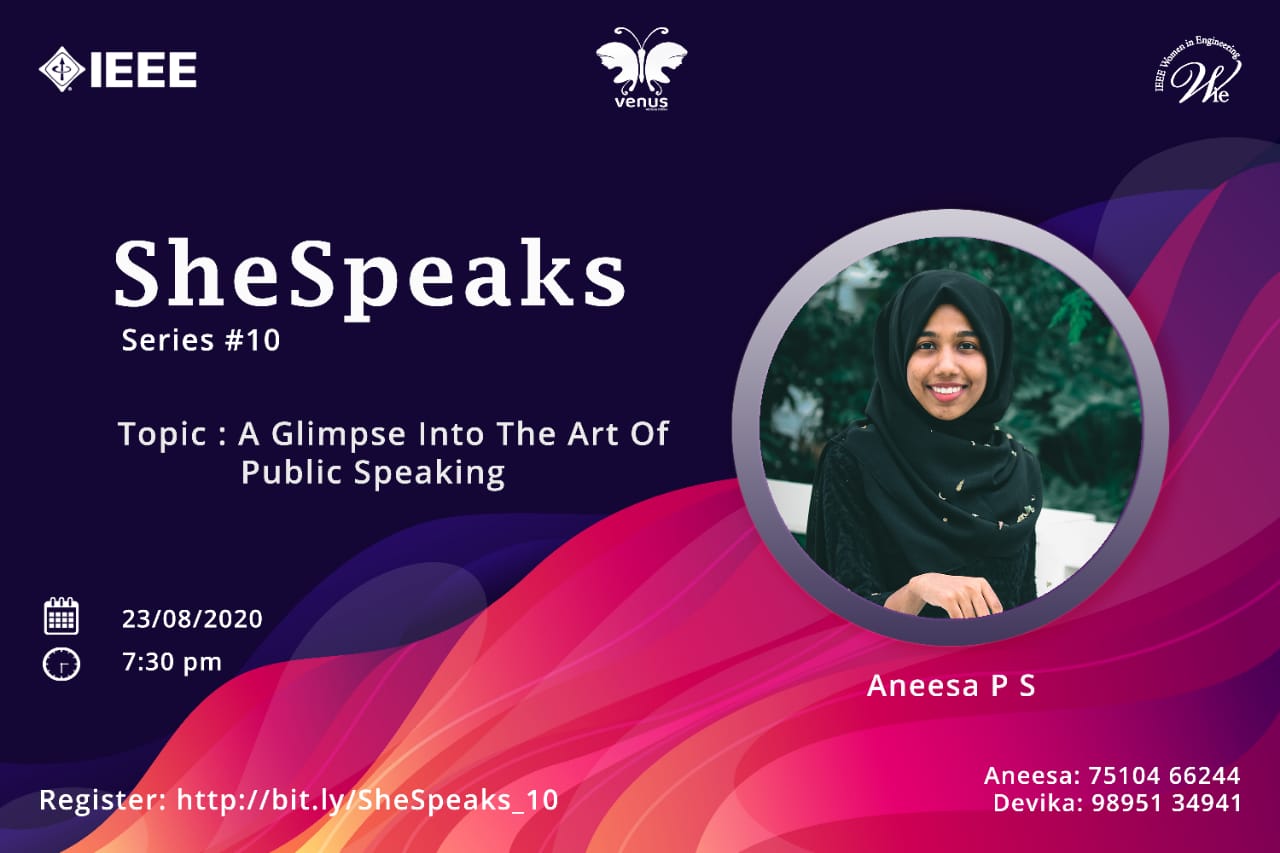 IEEE
venus
IEEE Women in Engineering
Wie
SheSpeaks
Series #10
Topic : A Glimpse Into The Art Of
Public Speaking
23/08/2020
7:30 pm
Aneesa P S
Register: http://bit.ly/SheSpeaks_10
Aneesa: 75104 66244
Devika: 98951 34941